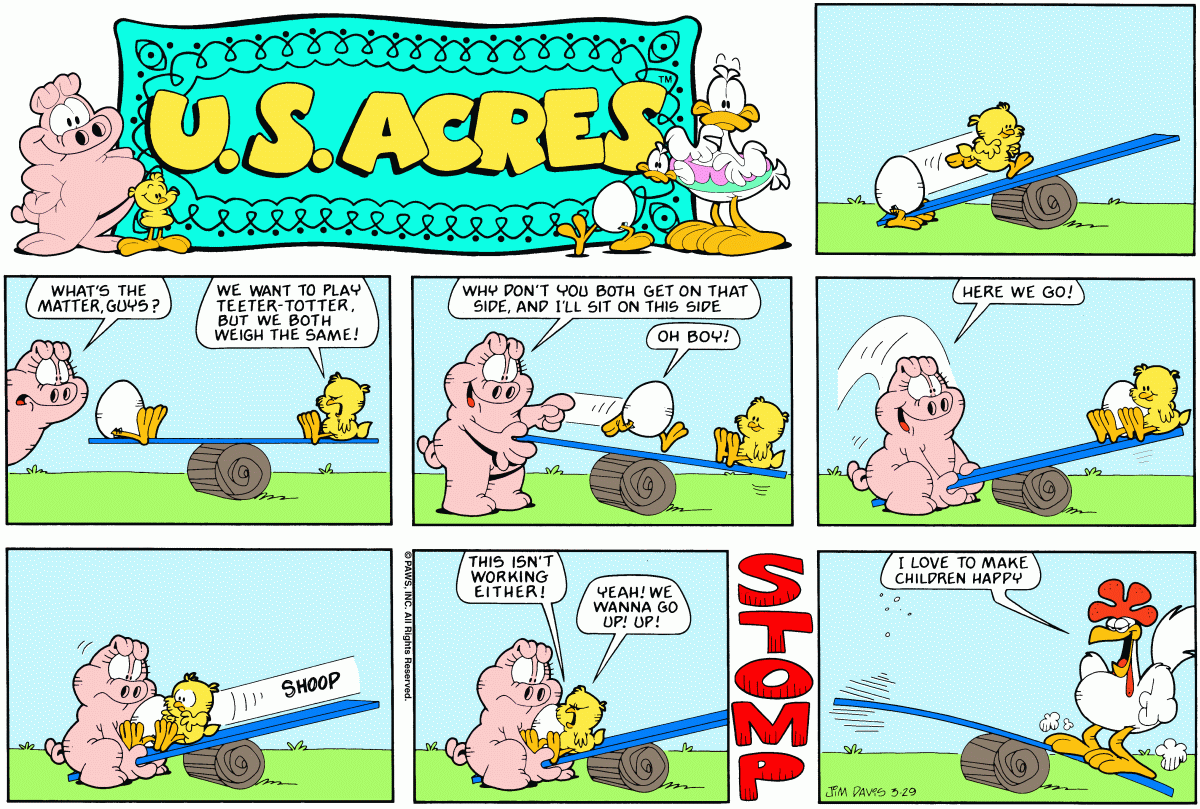 U.S. ACRES
TM
WHAT'S THE
MATTER, GUYS?
WE WANT TO PLAY
TEETER-TOTTER,
BUT WE BOTH
WEIGH THE SAME!
WHY DON'T YOU BOTH GET ON THAT
SIDE, AND I'LL SIT ON THIS SIDE
OH BOY!
HERE WE GO!
SHOOP
© PAWS, INC. All Rights Reserved.
THIS ISN'T
WORKING
EITHER!
YEAH! WE
WANNA GO
UP! UP!
STOMP
I LOVE TO MAKE
CHILDREN HAPPY
JIM DAVIS 3-29